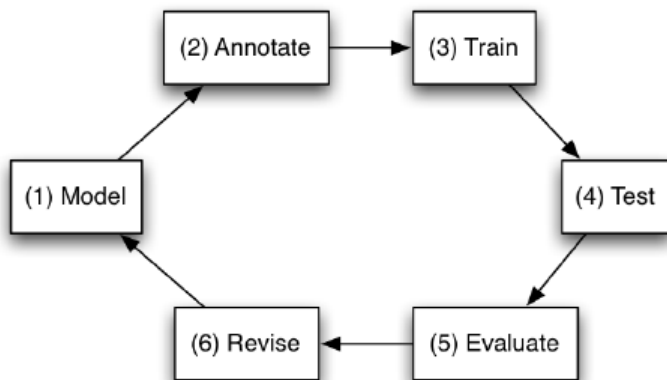 (1) Model
(2) Annotate
(3) Train
(4) Test
(5) Evaluate
(6) Revise